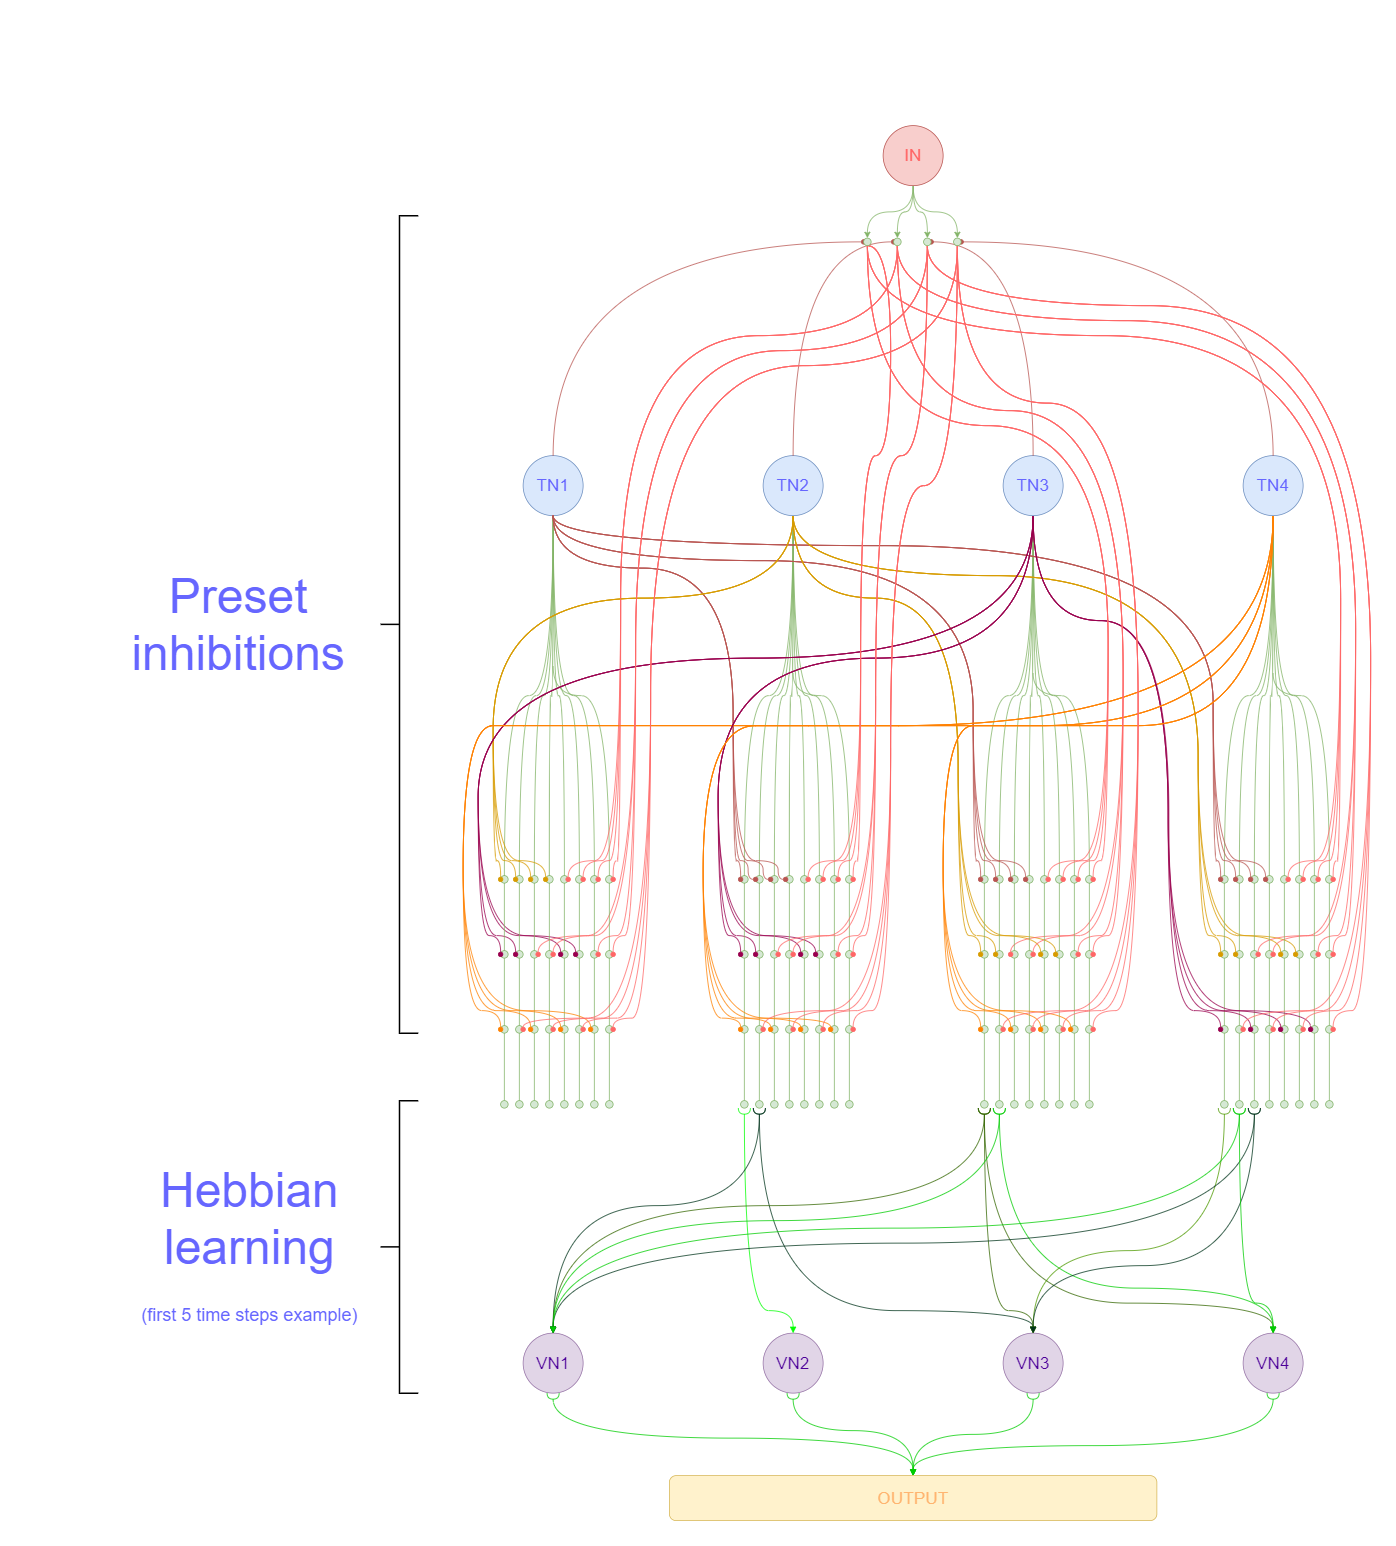 IN
TN1
TN2
TN3
TN4
Preset
inhibitions
Hebbian
learning
(first 5 time steps example)
VN1
VN2
VN3
VN4
OUTPUT